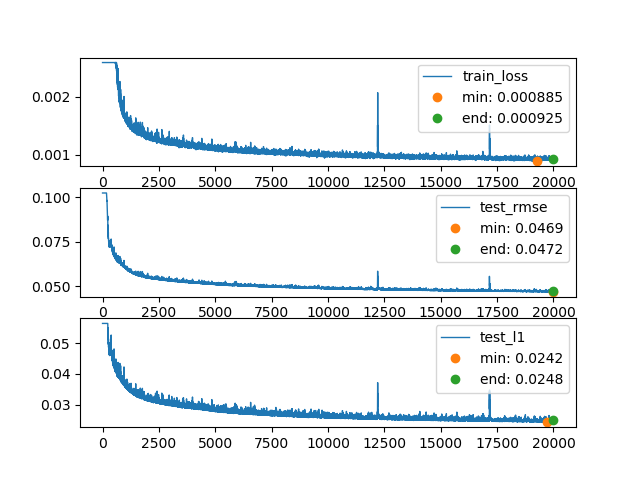 train_loss
min: 0.000885
end: 0.000925
0.002
0.001
0 2500 5000 7500 10000 12500 15000 17500 20000
0.100
0.075
0.050
test_rmse
min: 0.0469
end: 0.0472
0 2500 5000 7500 10000 12500 15000 17500 20000
0.05
0.04
0.03
test_l1
min: 0.0242
end: 0.0248
0 2500 5000 7500 10000 12500 15000 17500 20000